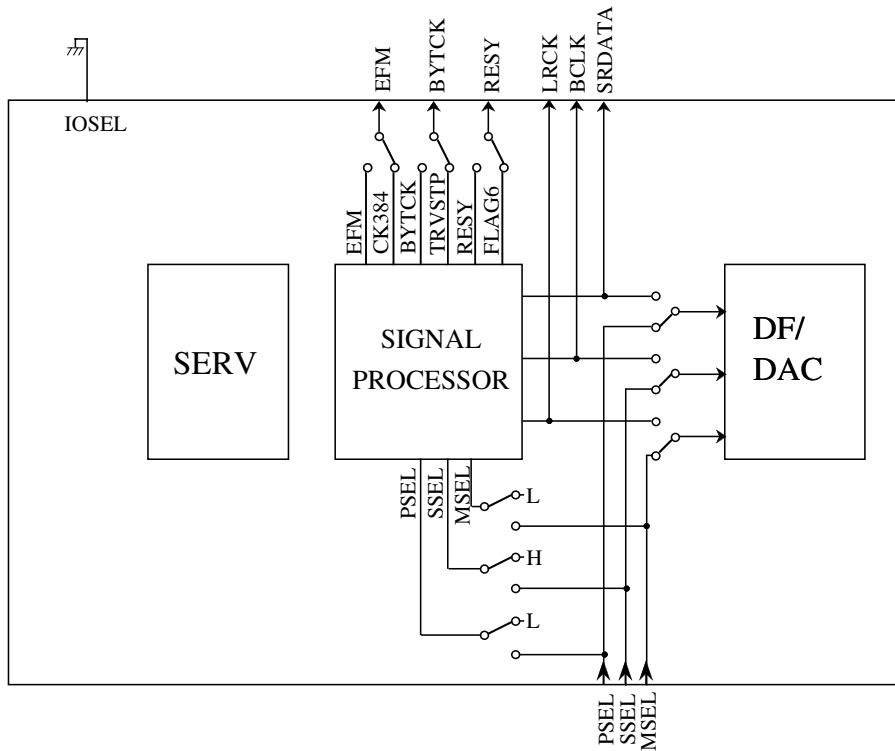 EFM
BYTCK
RESY
LRCK
BCLK
SRDATA
IOSEL
EFM
CK384
BYTCK
TRVSTP
RESY
FLAG6
SERV
SIGNAL
PROCESSOR
DF/
DAC
PSEL
SSEL
MSEL
L
H
L
PSEL
SSEL
MSEL